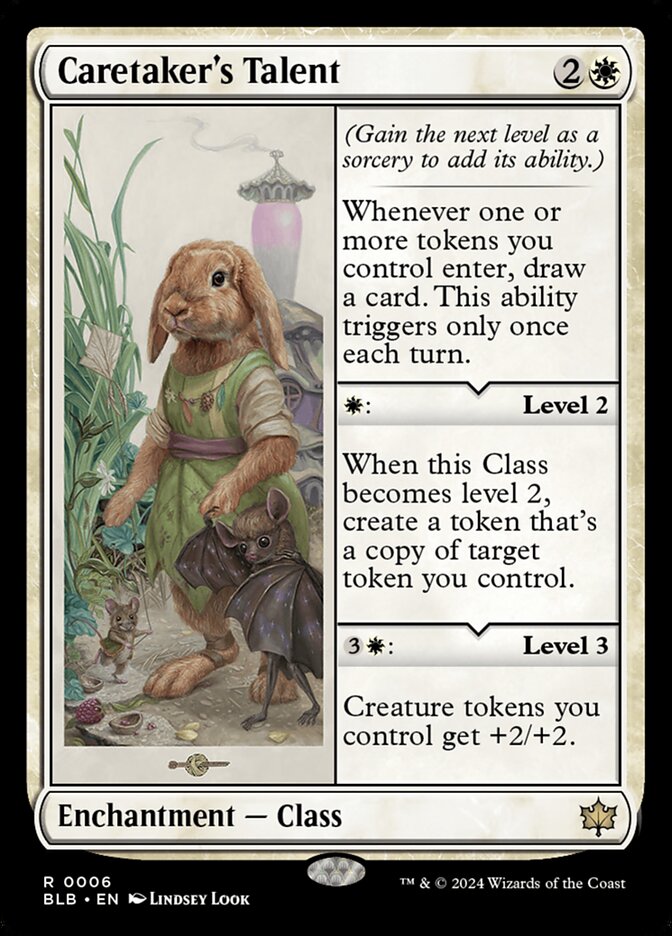 Caretaker's Talent 2
(Gain the next level as a
sorcery to add its ability.)
Whenever one or
more tokens you
control enter, draw
a card. This ability
triggers only once
each turn.
: Level 2
When this Class
becomes level 2,
create a token that's
a copy of target
token you control.
3 : Level 3
Creature tokens you
control get +2/+2.
Enchantment — Class
R 0006
BLB • EN Lindsey Look
™ & © 2024 Wizards of the Coast